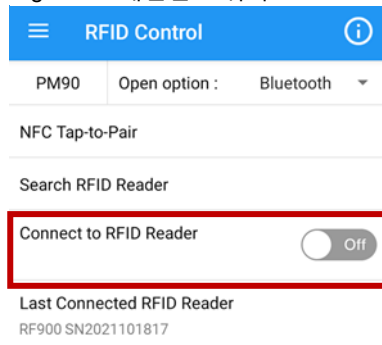 RFID Control
PM90 Open option : Bluetooth
NFC Tap-to-Pair
Search RFID Reader
Connect to RFID Reader Off
Last Connected RFID Reader
RF900 SN2021101817